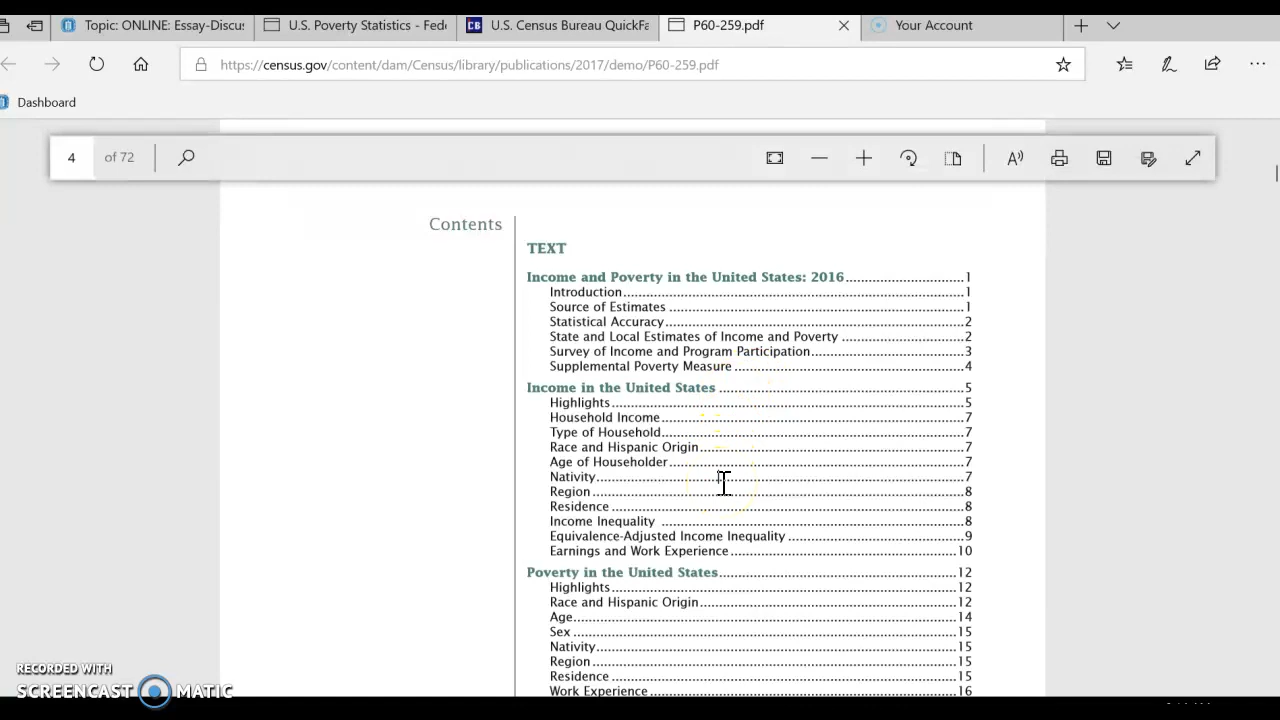 Topic: ONLINE: Essay-Discus
U.S. Poverty Statistics - Fede
CB U.S. Census Bureau QuickFa
P60-259.pdf
Your Account
https://census.gov/content/dam/Census/library/publications/2017/demo/P60-259.pdf
Dashboard
4 of 72
Contents
TEXT
Income and Poverty in the United States: 2016 1
Introduction 1
Source of Estimates 1
Statistical Accuracy 2
State and Local Estimates of Income and Poverty 2
Survey of Income and Program Participation 3
Supplemental Poverty Measure 4
Income in the United States 5
Highlights 5
Household Income 7
Type of Household 7
Race and Hispanic Origin 7
Age of Householder 7
Nativity 7
Region 8
Residence 8
Income Inequality 8
Equivalence-Adjusted Income Inequality 9
Earnings and Work Experience 10
Poverty in the United States 12
Highlights 12
Race and Hispanic Origin 12
Age 14
Sex 15
Nativity 15
Region 15
Residence 15
Work Experience 16
RECORDED WITH
SCREENCAST MATIC